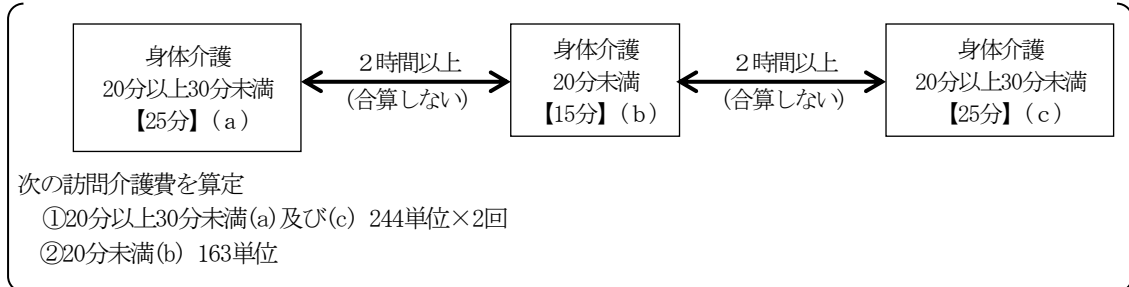 身体介護
20分以上30分未満
【25分】(a)
２時間以上
(合算しない)
身体介護
20分未満
【15分】(b)
２時間以上
(合算しない)
身体介護
20分以上30分未満
【25分】(c)
次の訪問介護費を算定
①20分以上30分未満(a)及び(c) 244単位×2回
②20分未満(b) 163単位